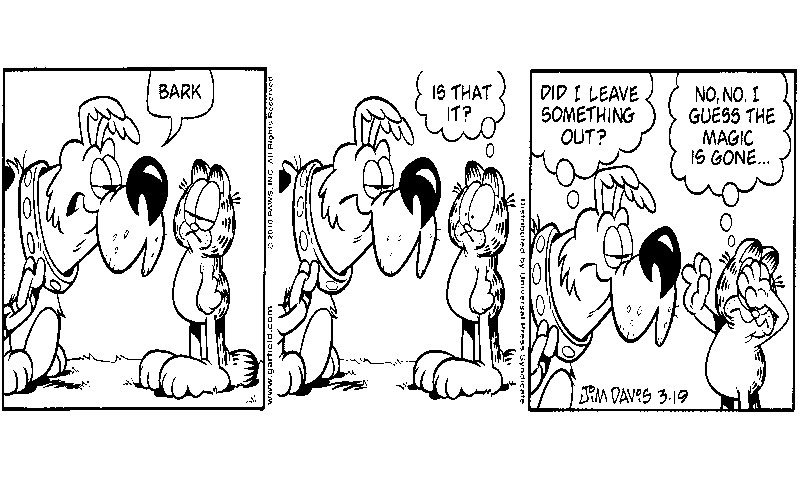 BARK
© 2010 PAWS, INC. All Rights Reserved
www.garfield.com
IS THAT
IT?
Distributed by Universal Press Syndicate
DID I LEAVE
SOMETHING
OUT?
NO, NO. I
GUESS THE
MAGIC
IS GONE...
JIM DAVIS 3.19